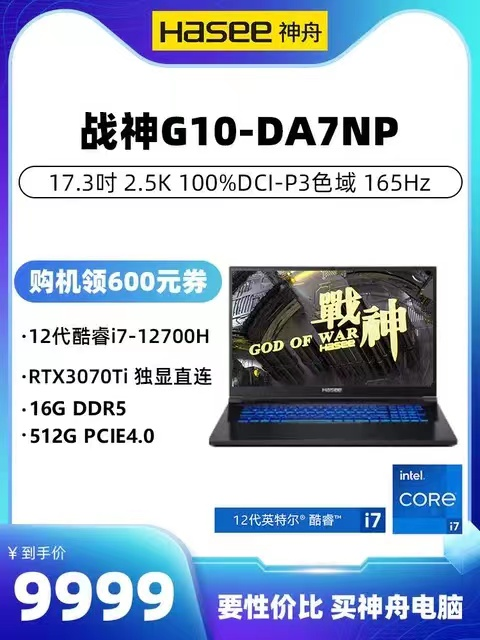 Hasee 神舟
战神G10-DA7NP
17.3吋 2.5K 100%DCI-P3色域 165Hz
购机领600元券
·12代酷睿i7-12700H
·RTX3070Ti 独显直连
·16G DDR5
·512G PCIE4.0
戰神
GOD OF WAR
Hasee
Hasee
12代英特尔® 酷睿™ i7
intel
CORE
i7
￥到手价
9999
要性价比 买神舟电脑